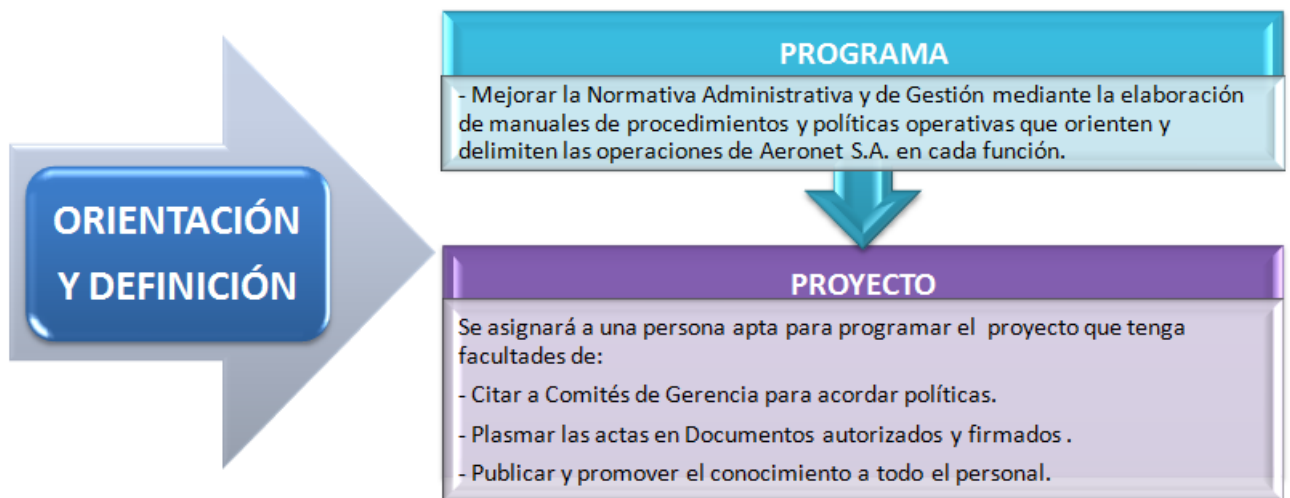 ORIENTACIÓN
Y DEFINICIÓN
PROGRAMA
- Mejorar la Normativa Administrativa y de Gestión mediante la elaboración
de manuales de procedimientos y políticas operativas que orienten y
delimiten las operaciones de Aeronet S.A. en cada función.
PROYECTO
Se asignará a una persona apta para programar el proyecto que tenga
facultades de:
- Citar a Comités de Gerencia para acordar políticas.
- Plasmar las actas en Documentos autorizados y firmados .
- Publicar y promover el conocimiento a todo el personal.